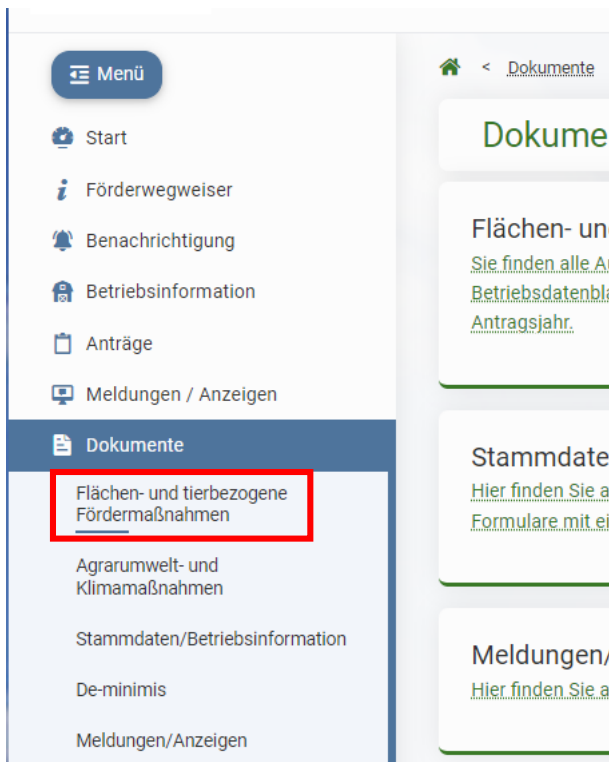 Menü
Start
Förderwegweiser
Benachrichtigung
Betriebsinformation
Anträge
Meldungen / Anzeigen
Dokumente
Flächen- und tierbezogene
Fördermaßnahmen
Agrarumwelt- und
Klimamaßnahmen
Stammdaten/Betriebsinformation
De-minimis
Meldungen/Anzeigen
< Dokumente
Dokume
Flächen- un
Sie finden alle A
Betriebsdatenbla
Antragsjahr.
Stammdate
Hier finden Sie a
Formulare mit ei
Meldungen/
Hier finden Sie a